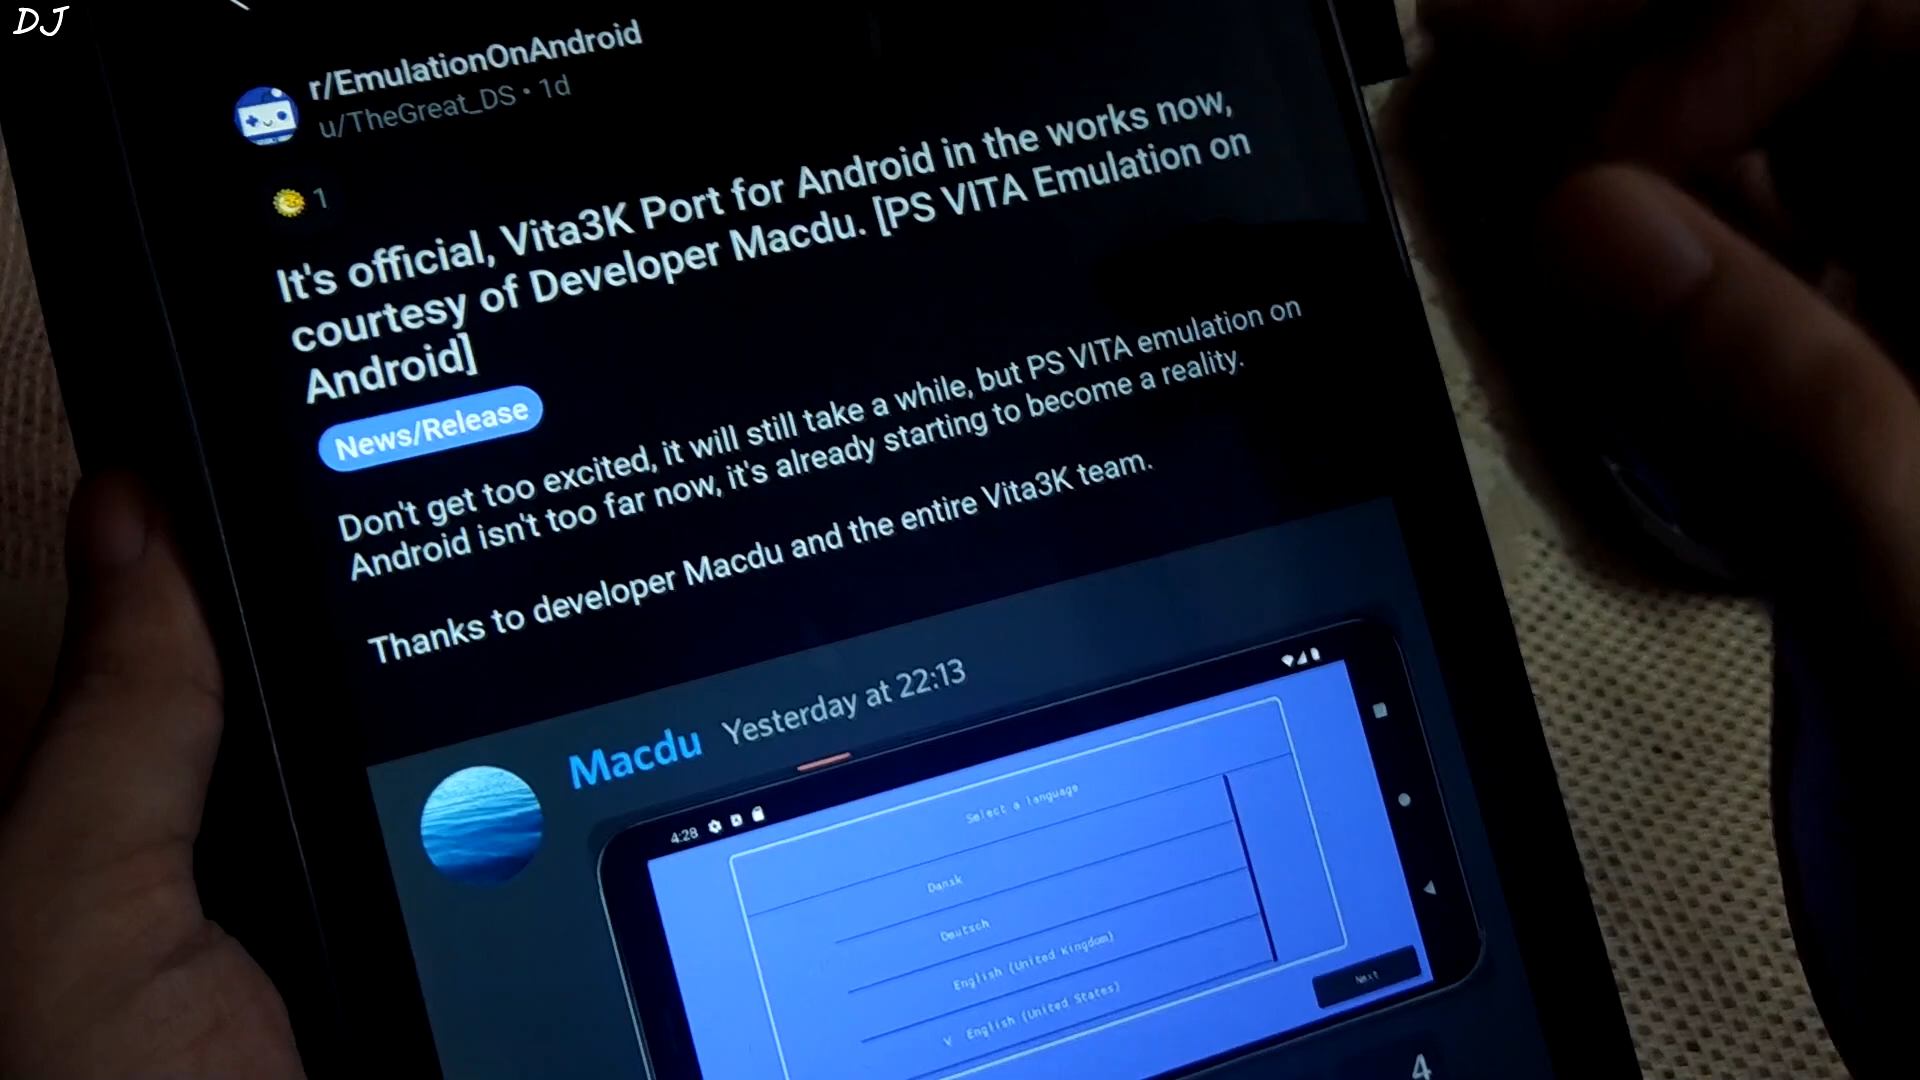 DJ
r/EmulationOnAndroid
u/TheGreat_DS • 1d
1
It's official, Vita3K Port for Android in the works now,
courtesy of Developer Macdu. [PS VITA Emulation on
Android]
News/Release
Don't get too excited, it will still take a while, but PS VITA emulation on
Android isn't too far now, it's already starting to become a reality.
Thanks to developer Macdu and the entire Vita3K team.
Macdu Yesterday at 22:13
4:28
Select a language
Dansk
Deutsch
English (United Kingdom)
V English (United States)
Next
4